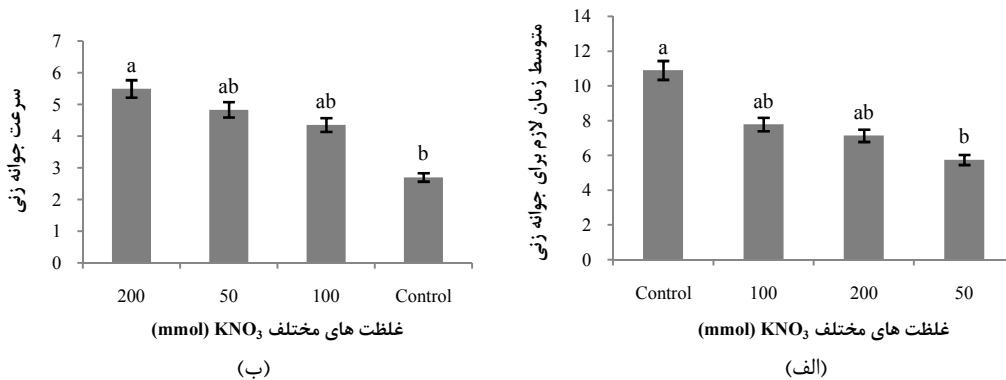 متوسط زمان لازم برای جوانه زنی
14
12
10
8
6
4
2
0
a
ab
ab
b
Control 100 200 50
غلظت های مختلف KNO₃ (mmol)
(الف)
سرعت جوانه زنی
7
6
5
4
3
2
1
0
a
ab
ab
b
200 50 100 Control
غلظت های مختلف KNO₃ (mmol)
(ب)